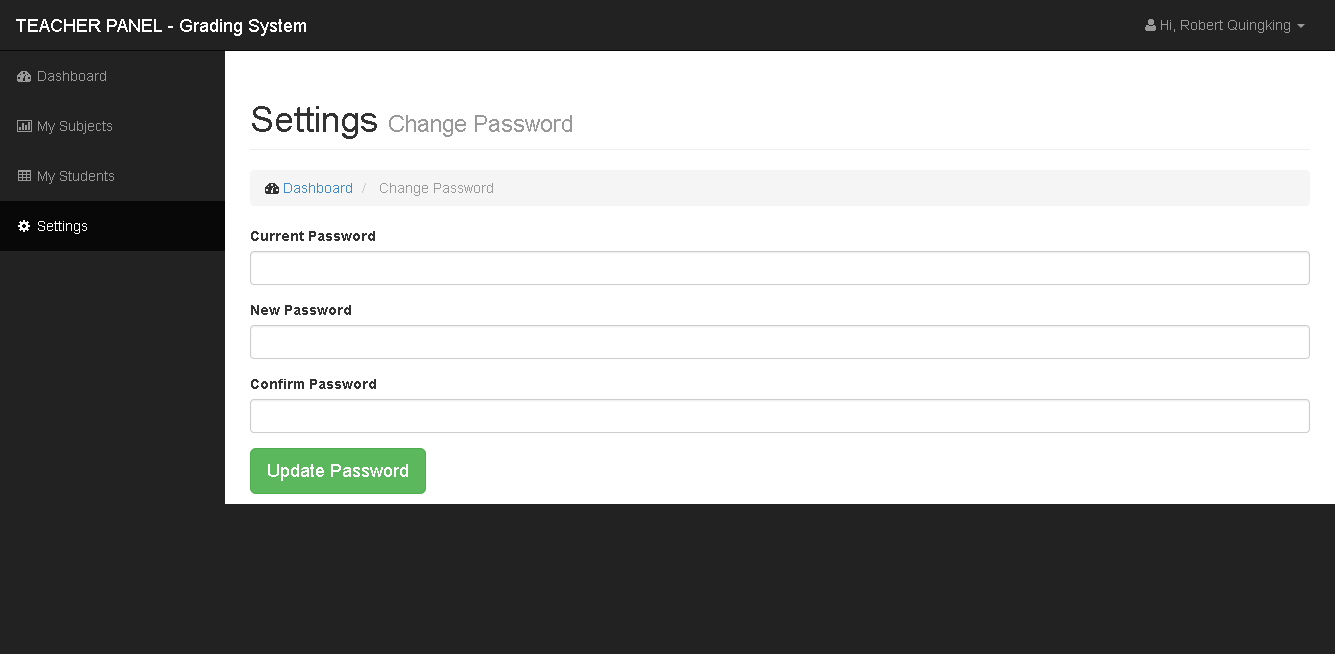 TEACHER PANEL - Grading System
Hi, Robert Quingking
Dashboard
My Subjects
My Students
Settings
Settings Change Password
Dashboard / Change Password
Current Password
New Password
Confirm Password
Update Password